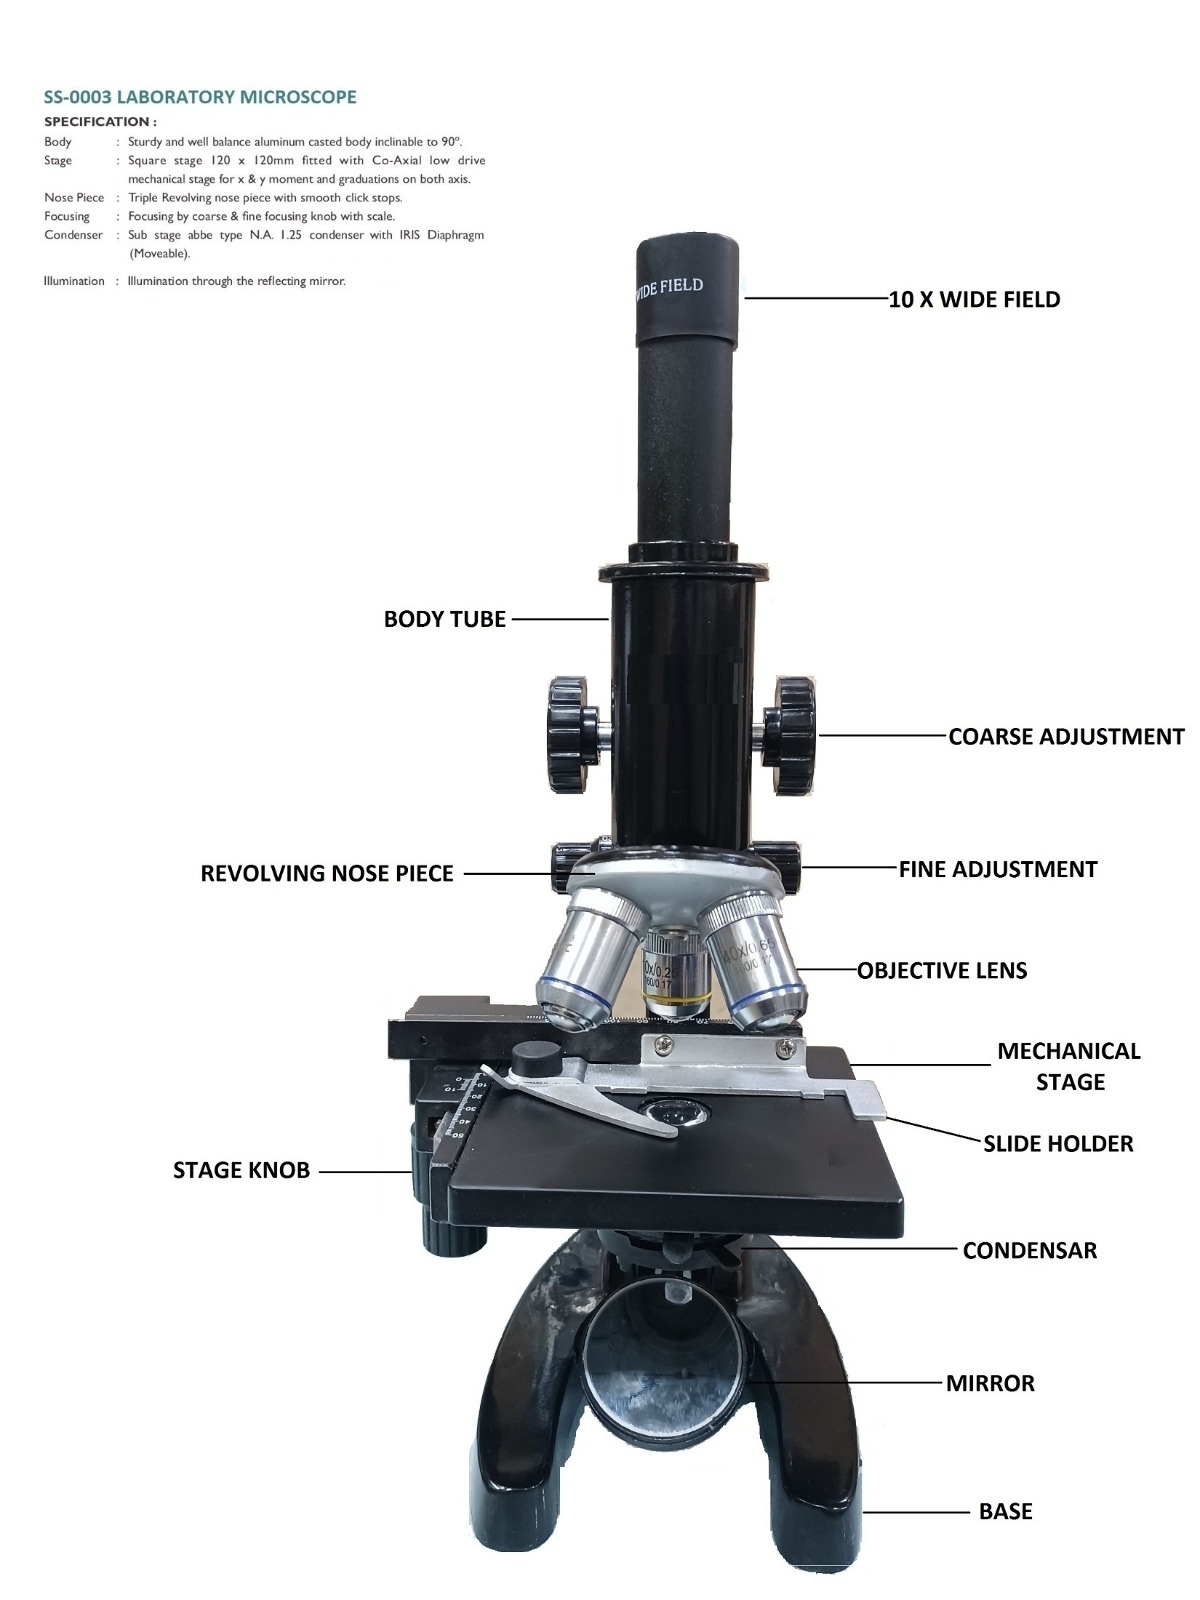 SS-0003 LABORATORY MICROSCOPE
SPECIFICATION :
Body : Sturdy and well balance aluminum casted body inclinable to 90º.
Stage : Square stage 120 x 120mm fitted with Co-Axial low drive
mechanical stage for x & y moment and graduations on both axis.
Nose Piece : Triple Revolving nose piece with smooth click stops.
Focusing : Focusing by coarse & fine focusing knob with scale.
Condenser : Sub stage abbe type N.A. 1.25 condenser with IRIS Diaphragm
(Moveable).
Illumination : Illumination through the reflecting mirror.
WIDE FIELD
10 X WIDE FIELD
BODY TUBE
COARSE ADJUSTMENT
REVOLVING NOSE PIECE
FINE ADJUSTMENT
40x/0.65
160/0.17
10x/0.25
160/0.17
OBJECTIVE LENS
MECHANICAL
STAGE
SLIDE HOLDER
STAGE KNOB
CONDENSAR
MIRROR
BASE